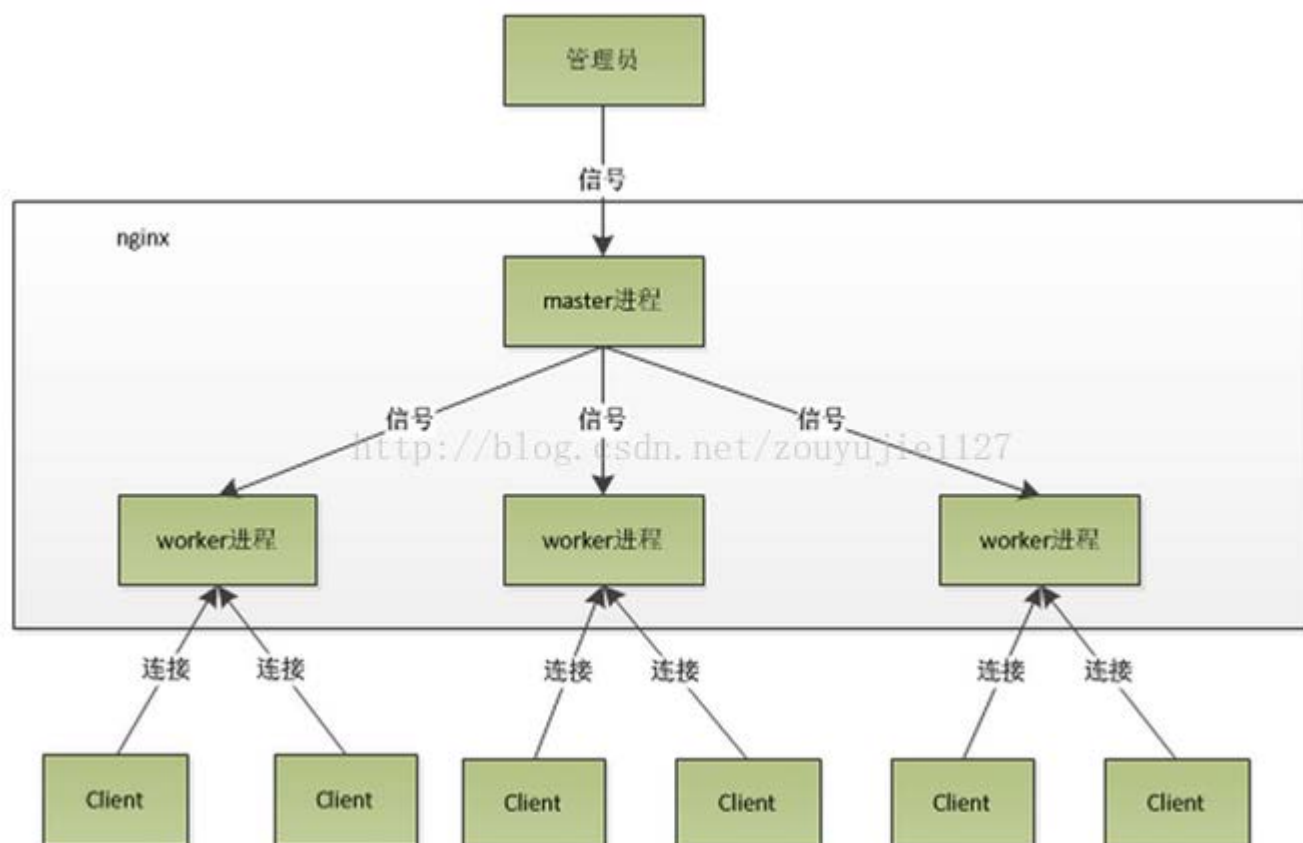 管理员
信号
nginx
master进程
信号 信号 信号
http://blog.csdn.net/zouyujie1127
worker进程 worker进程 worker进程
连接 连接 连接 连接 连接 连接
Client Client Client Client Client Client